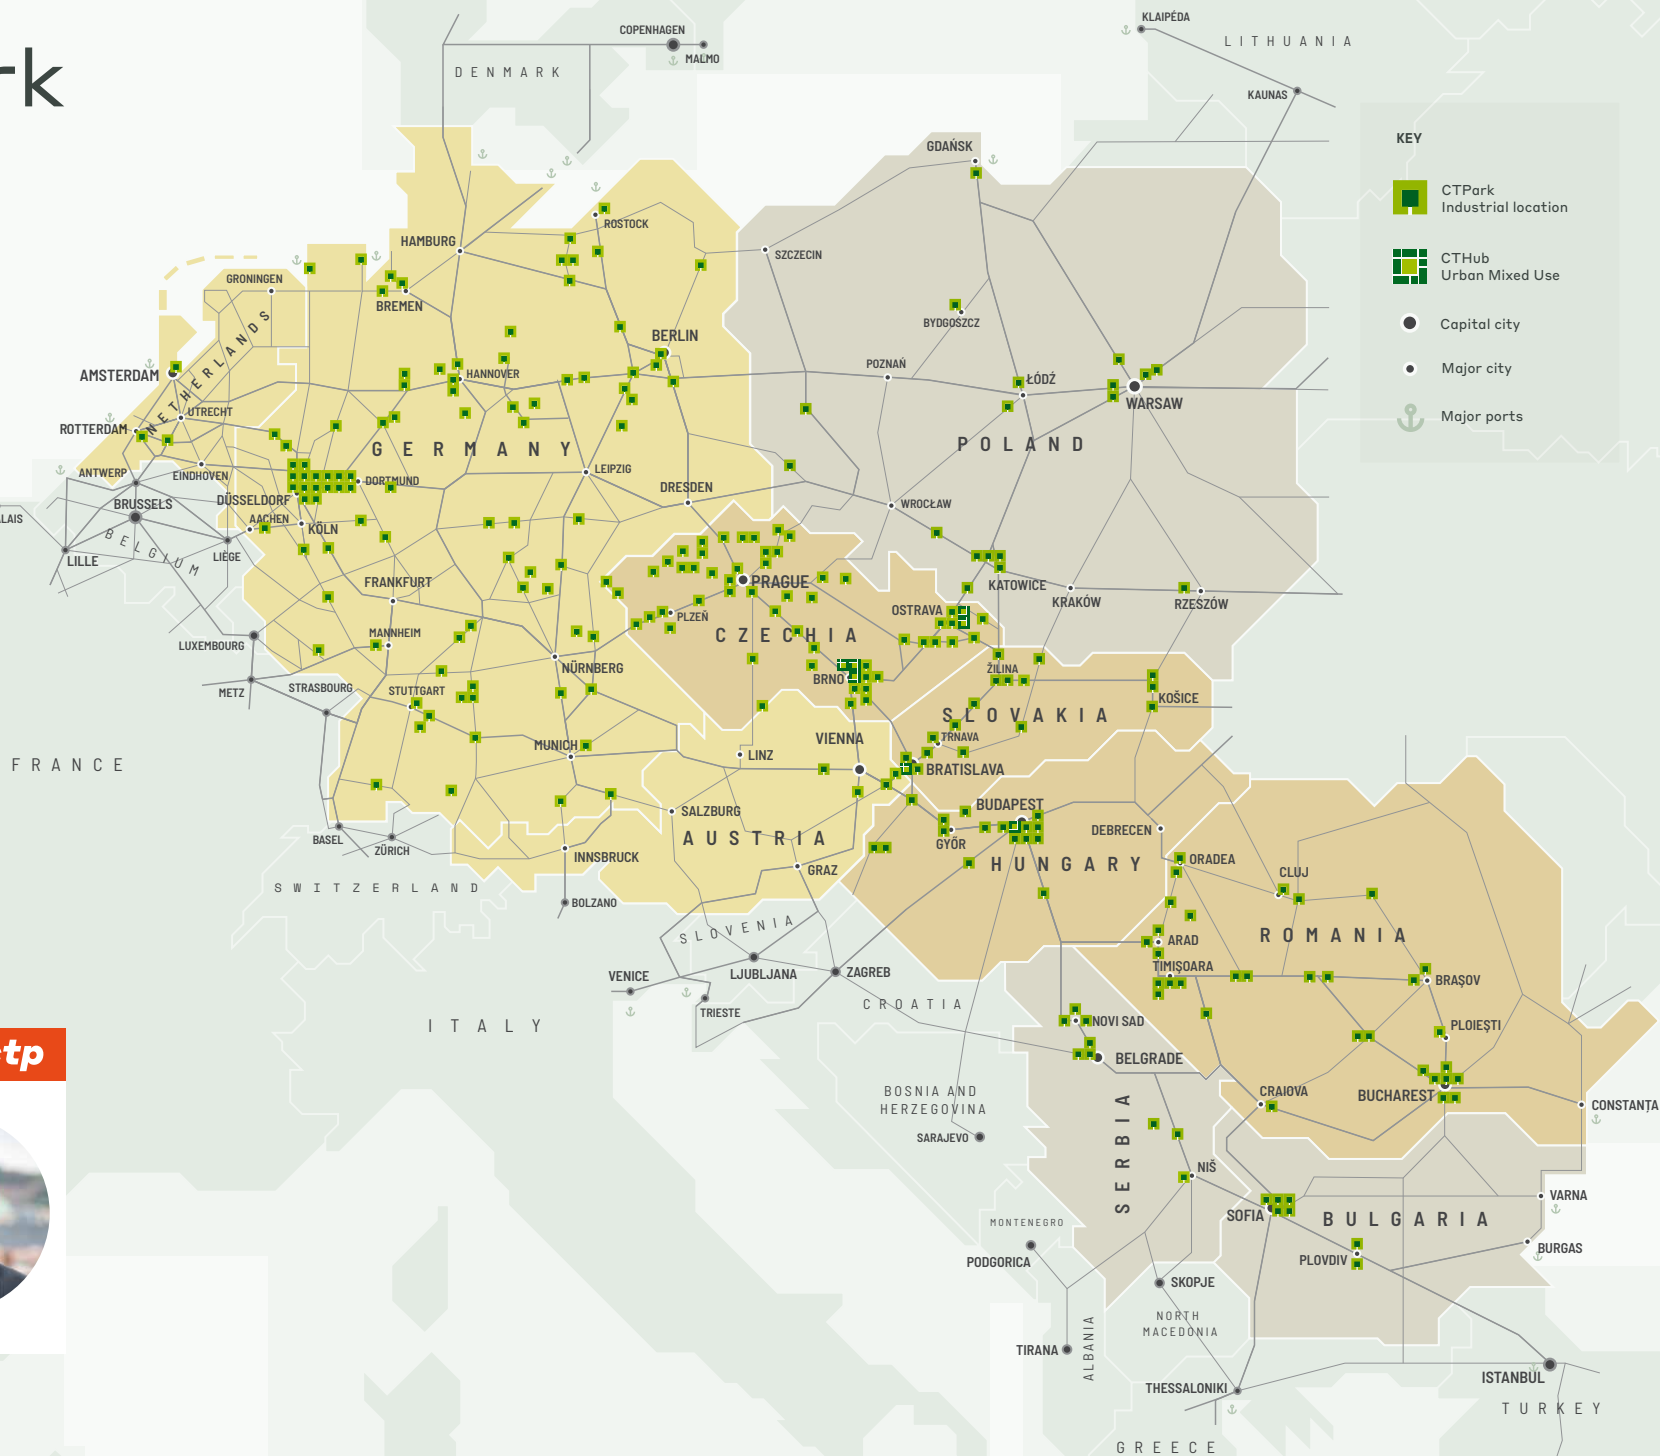 rk
KLAIPÉDA
COPENHAGEN
MALMO
LITHUANIA
DENMARK
KAUNAS
KEY
GDAŃSK
CTPark
Industrial location
ROSTOCK
HAMBURG
SZCZECIN
CTHub
Urban Mixed Use
GRONINGEN
BREMEN
BYDGOSZCZ
Capital city
BERLIN
NETHERLANDS
AMSTERDAM
HANNOVER
POZNAŃ
ŁÓDŹ
Major city
WARSAW
UTRECHT
Major ports
ROTTERDAM
GERMANY
POLAND
ANTWERP
EINDHOVEN
DORTMUND
LEIPZIG
DRESDEN
BRUSSELS
DÜSSELDORF
WROCŁAW
LAIS
AACHEN
KÖLN
BELGIUM
LIÈGE
LILLE
FRANKFURT
PRAGUE
KATOWICE
KRAKÓW
RZESZÓW
OSTRAVA
PLZEŇ
MANNHEIM
CZECHIA
LUXEMBOURG
NÜRNBERG
ŽILINA
BRNO
METZ
STRASBOURG
STUTTGART
KOŠICE
SLOVAKIA
MUNICH
VIENNA
TRNAVA
LINZ
FRANCE
BRATISLAVA
SALZBURG
BUDAPEST
DEBRECEN
BASEL
ZÜRICH
AUSTRIA
GYŐR
INNSBRUCK
HUNGARY
ORADEA
GRAZ
CLUJ
SWITZERLAND
BOLZANO
SLOVENIA
ROMANIA
ARAD
VENICE
LJUBLJANA
ZAGREB
TIMIȘOARA
BRAȘOV
TRIESTE
CROATIA
ITALY
NOVI SAD
PLOIEȘTI
ctp
BELGRADE
BOSNIA AND
HERZEGOVINA
CRAIOVA
BUCHAREST
CONSTANȚA
SARAJEVO
SERBIA
NIŠ
VARNA
MONTENEGRO
SOFIA
BULGARIA
PODGORICA
PLOVDIV
BURGAS
SKOPJE
NORTH
MACEDONIA
TIRANA
ALBANIA
THESSALONIKI
ISTANBUL
TURKEY
GREECE